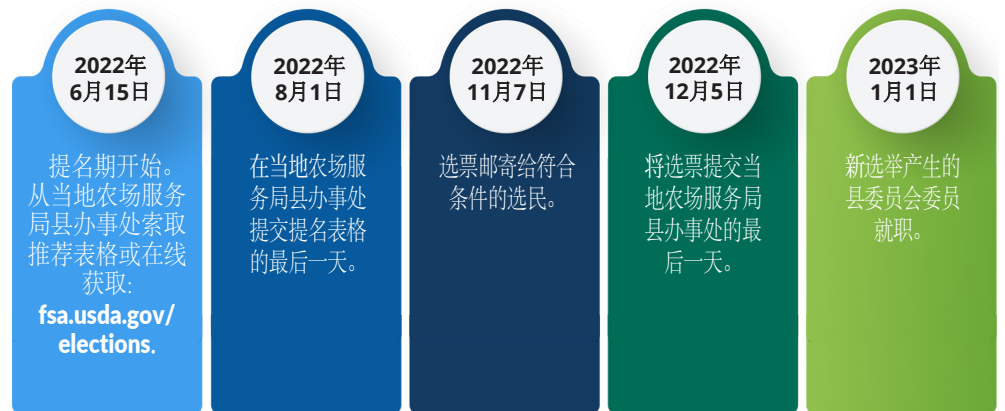 2022年
6月15日
提名期开始。
从当地农场服务
局县办事处索取
推荐表格或在线
获取:
fsa.usda.gov/
elections.
2022年
8月1日
在当地农场服
务局县办事处
提交提名表格
的最后一天。
2022年
11月7日
选票邮寄给符合
条件的选民。
2022年
12月5日
将选票提交当
地农场服务局
县办事处的最
后一天。
2023年
1月1日
新选举产生的
县委员会委员
就职。